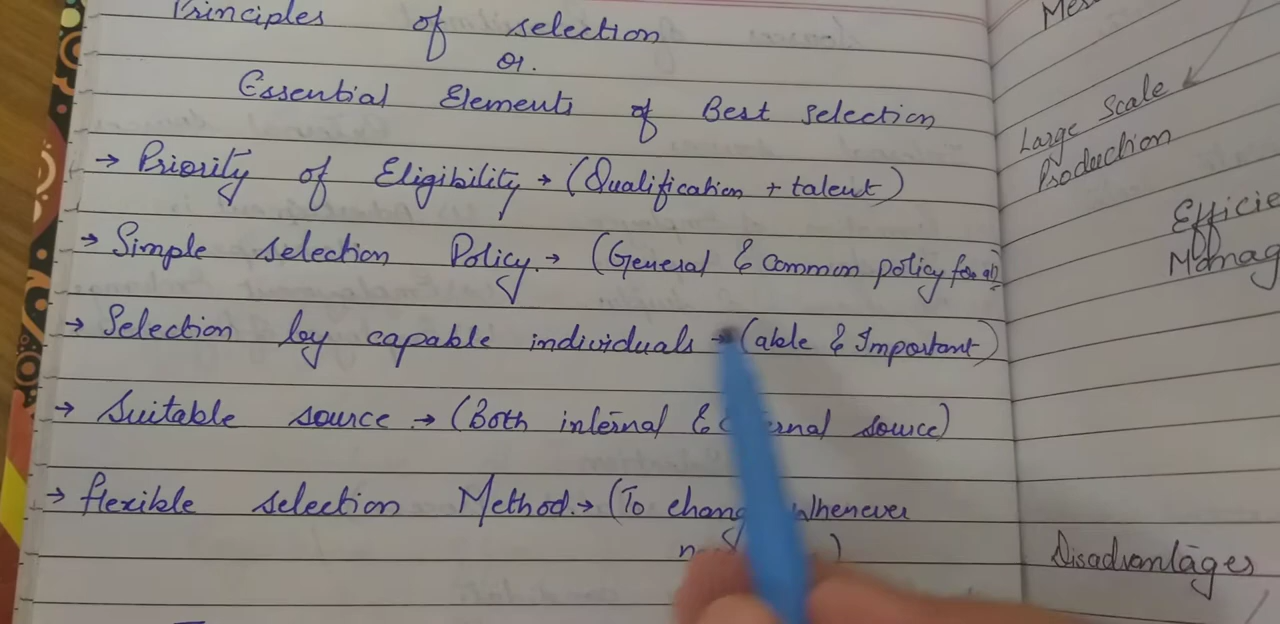 Principles of selection
or.
Essential Elements of Best selection
→ Priority of Eligibility → (Qualification + talent)
→ Simple selection Policy. → (General & Common policy for all)
→ Selection by capable individuals → (able & Important)
→ Suitable source → (Both internal & source)
→ flexible selection Method. → (To Whenever
)
Large Scale
Production
Disadvantages